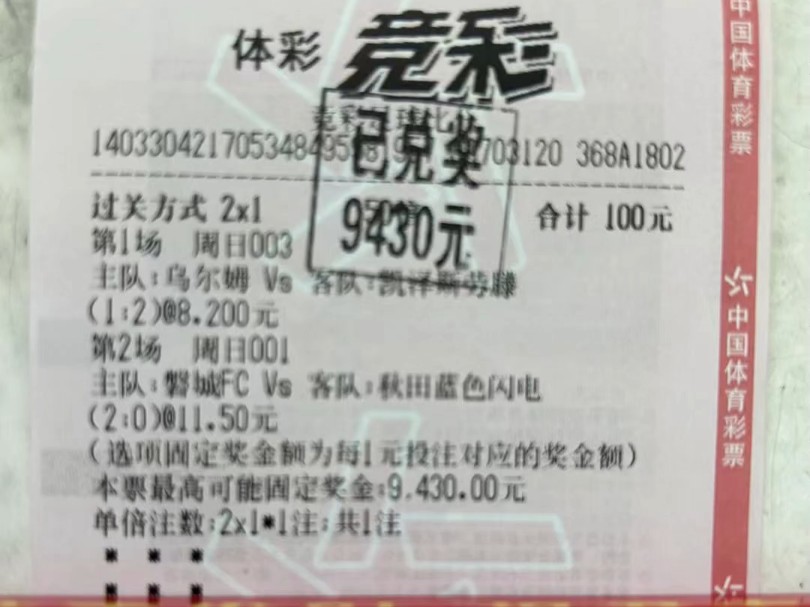 体彩 竞彩
已兑奖
9430元
过关方式 2x1 合计 100元
第1场 周日003
主队:乌尔姆 Vs 客队:凯泽斯劳滕
(1:2)@8.200元
第2场 周日001
主队:磐城FC Vs 客队:秋田蓝色闪电
(2:0)@11.50元
(选项固定奖金额为每1元投注对应的奖金额)
本票最高可能固定奖金:9,430.00元
单倍注数:2x1*1注;共1注
中国体育彩票
中国体育彩票